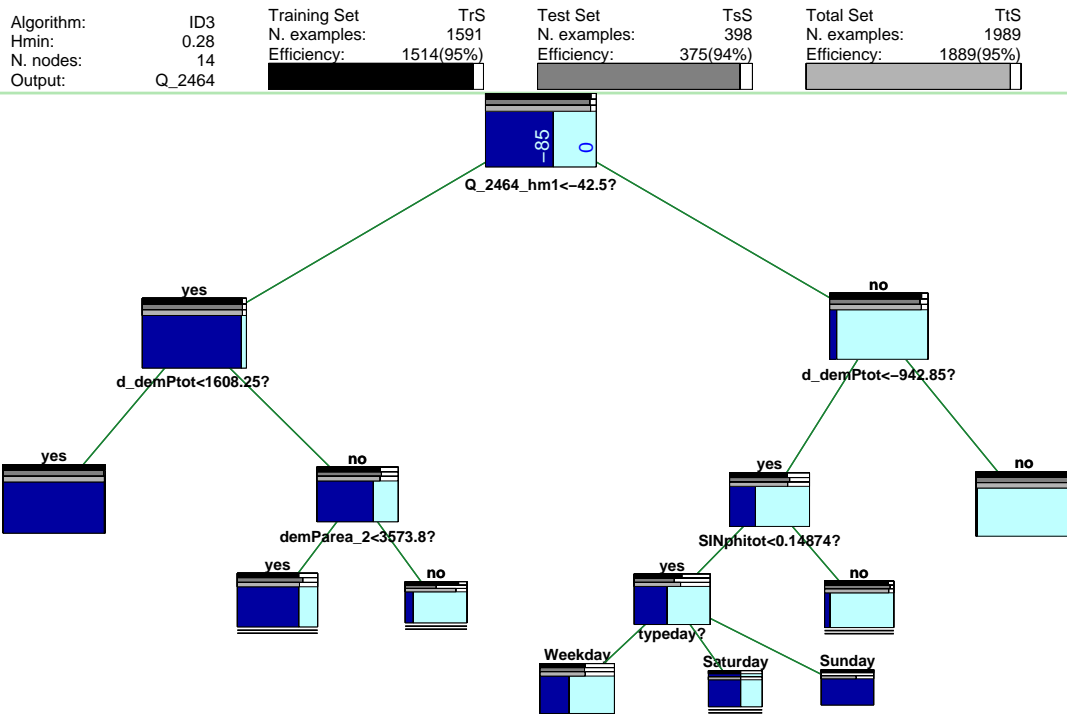 Algorithm: ID3
Hmin: 0.28
N. nodes: 14
Output: Q_2464
Training Set TrS
N. examples: 1591
Efficiency: 1514(95%)
Test Set TsS
N. examples: 398
Efficiency: 375(94%)
Total Set TtS
N. examples: 1989
Efficiency: 1889(95%)
−85
0
Q_2464_hm1<−42.5?
yes
no
d_demPtot<1608.25?
d_demPtot<−942.85?
yes
no
yes
no
demParea_2<3573.8?
SINphitot<0.14874?
yes
no
yes
no
typeday?
Weekday
Saturday
Sunday